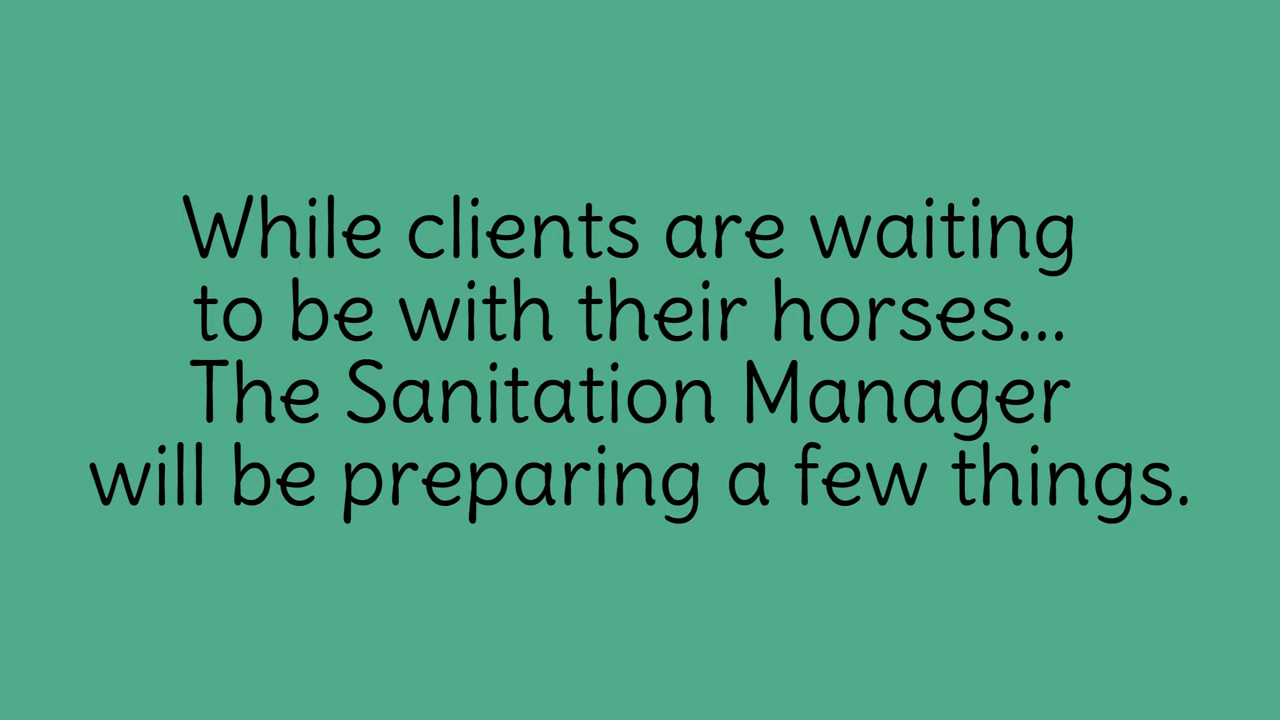 While clients are waiting
to be with their horses...
The Sanitation Manager
will be preparing a few things.